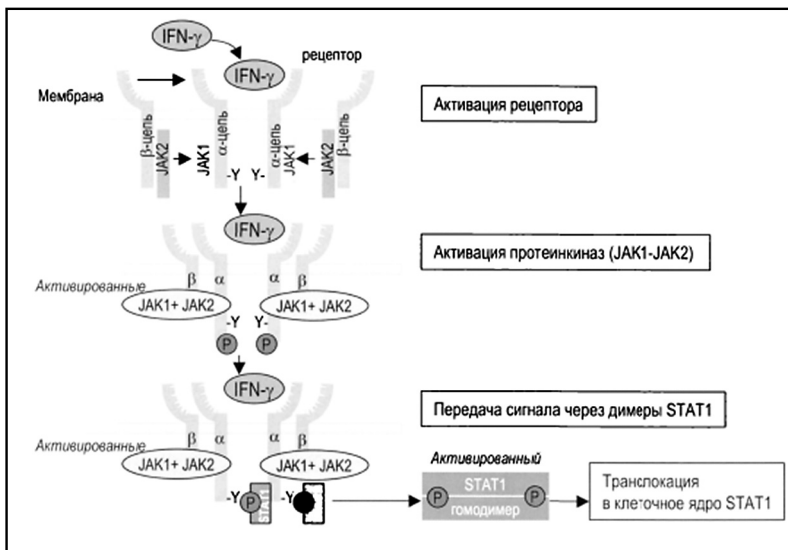 IFN-γ
IFN-γ
рецептор
Мембрана
Активация рецептора
β-цепь
JAK2
JAK1
α-цепь
α-цепь
JAK1
JAK2
β-цепь
-Y Y-
IFN-γ
Активация протеинкиназ (JAK1-JAK2)
Активированные
β α α β
JAK1+ JAK2
JAK1+ JAK2
-Y Y-
P P
IFN-γ
Передача сигнала через димеры STAT1
Активированные
β α α β
JAK1+ JAK2
JAK1+ JAK2
Активированный
-Y
P
STAT1
-Y
P
STAT1
P
гомодимер
Транслокация
в клеточное ядро STAT1